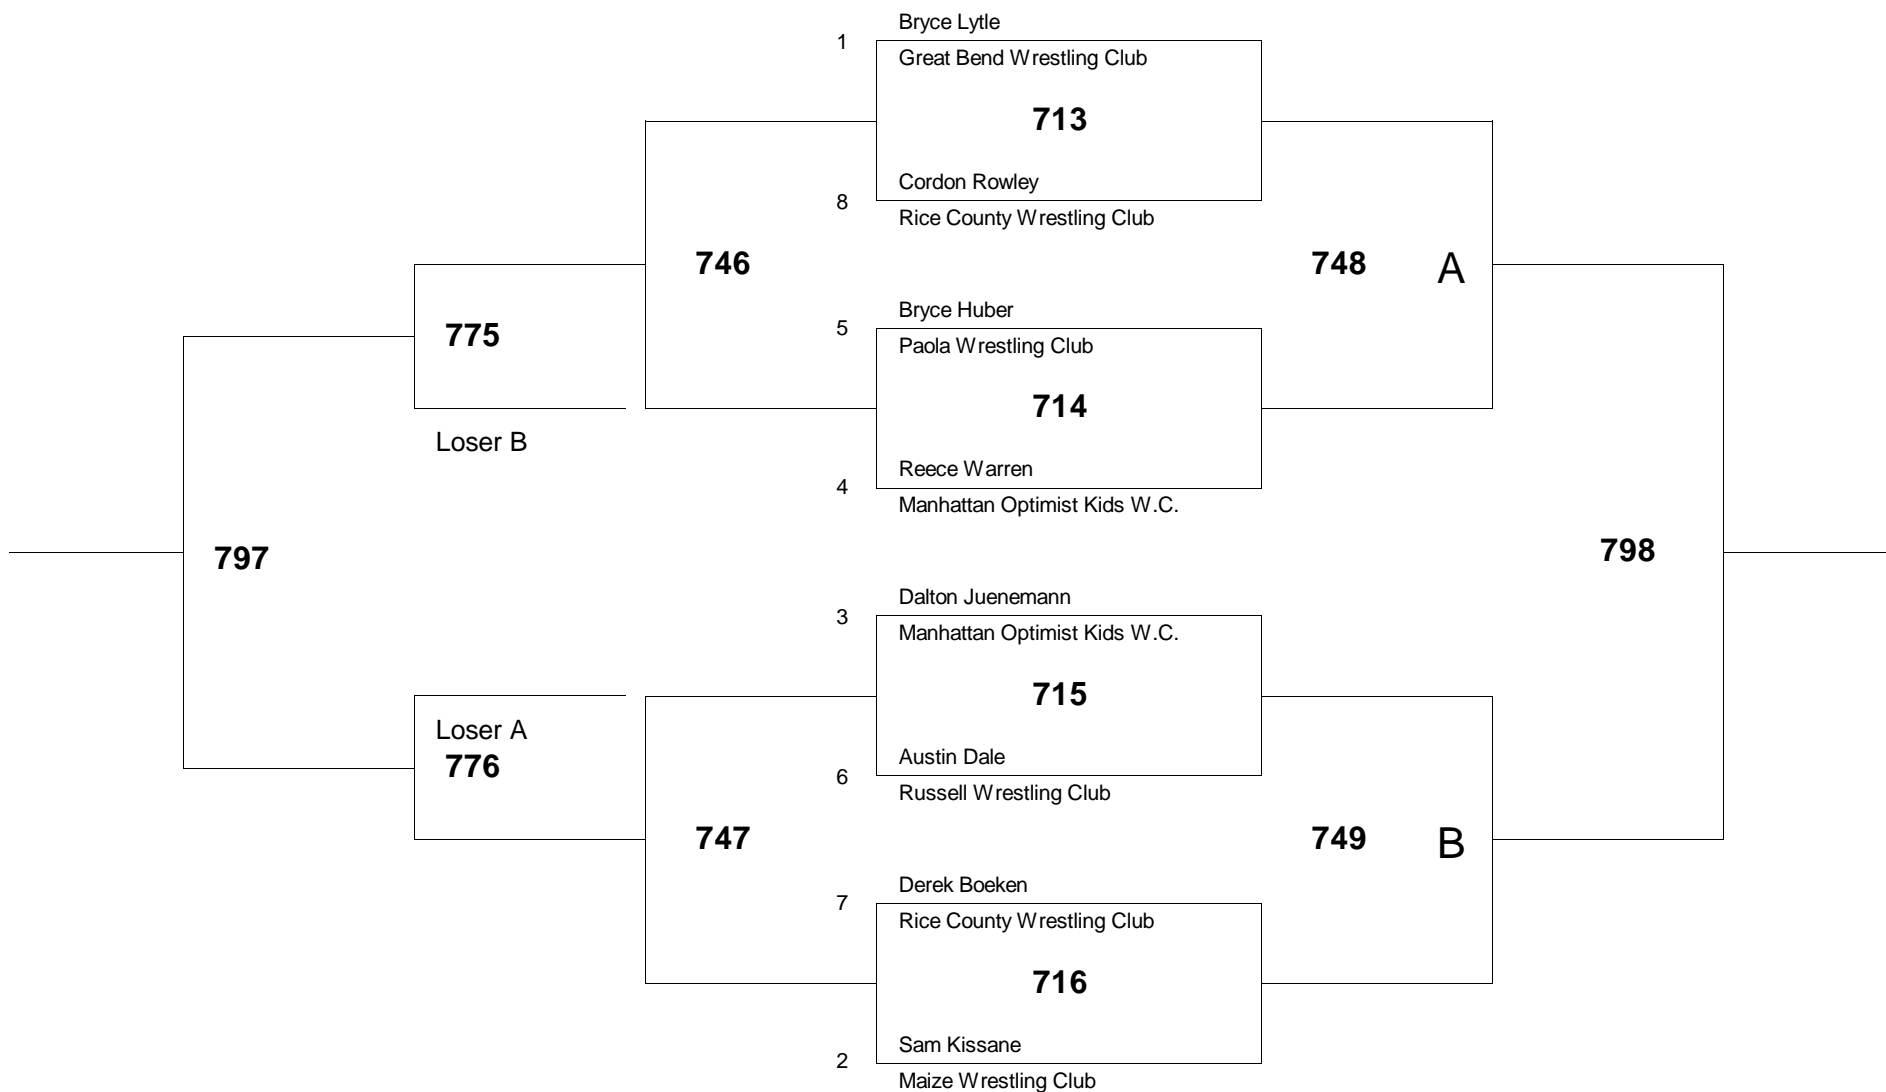 Bryce Lytle
1
Great Bend Wrestling Club
713
Cordon Rowley
8
Rice County Wrestling Club
746
748
A
Bryce Huber
5
Paola Wrestling Club
775
714
Loser B
Reece Warren
4
Manhattan Optimist Kids W.C.
797
798
Dalton Juenemann
3
Manhattan Optimist Kids W.C.
715
Loser A
776
Austin Dale
6
Russell Wrestling Club
747
749
B
Derek Boeken
7
Rice County Wrestling Club
716
Sam Kissane
2
Maize Wrestling Club